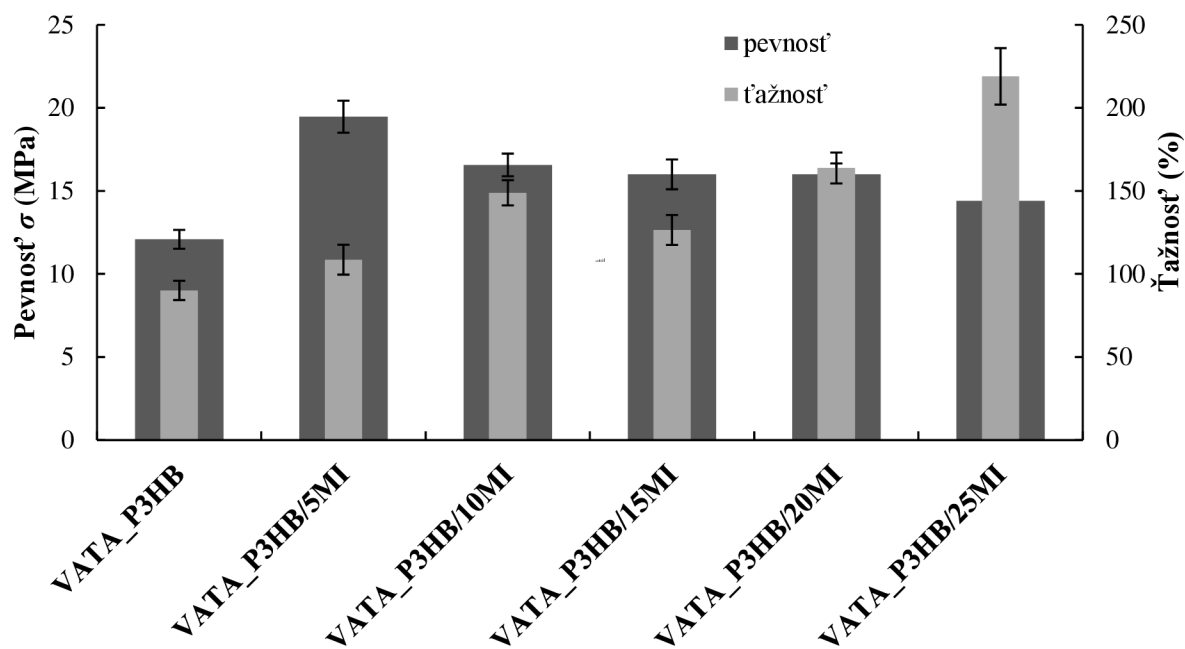 25
20
15
10
5
0
Pevnosť σ (MPa)
pevnosť
ťažnosť
250
200
150
100
50
0
Ťažnosť (%)
VATA_P3HB
VATA_P3HB/5MI
VATA_P3HB/10MI
VATA_P3HB/15MI
VATA_P3HB/20MI
VATA_P3HB/25MI